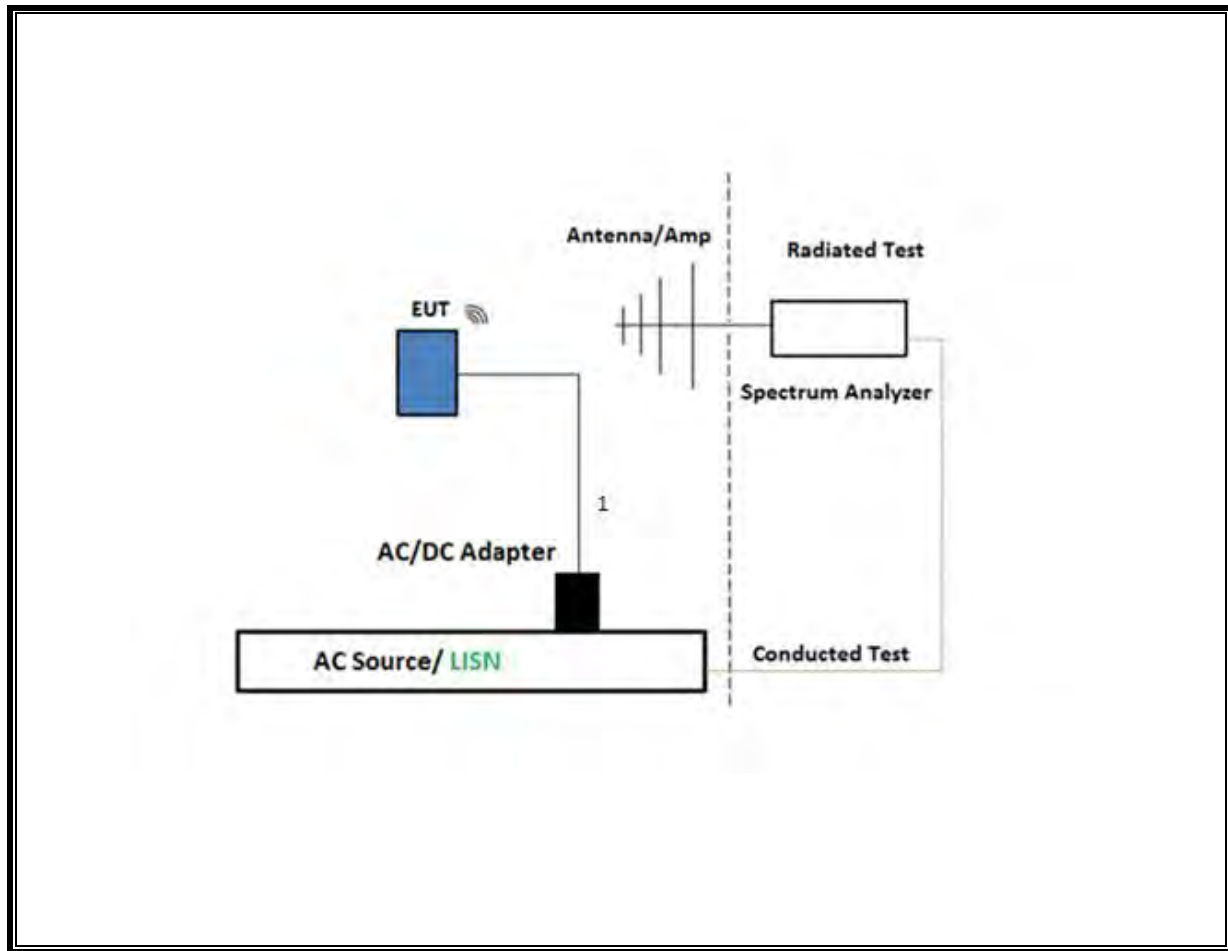 Antenna/Amp
Radiated Test
EUT
Spectrum Analyzer
1
AC/DC Adapter
AC Source/ LISN
Conducted Test